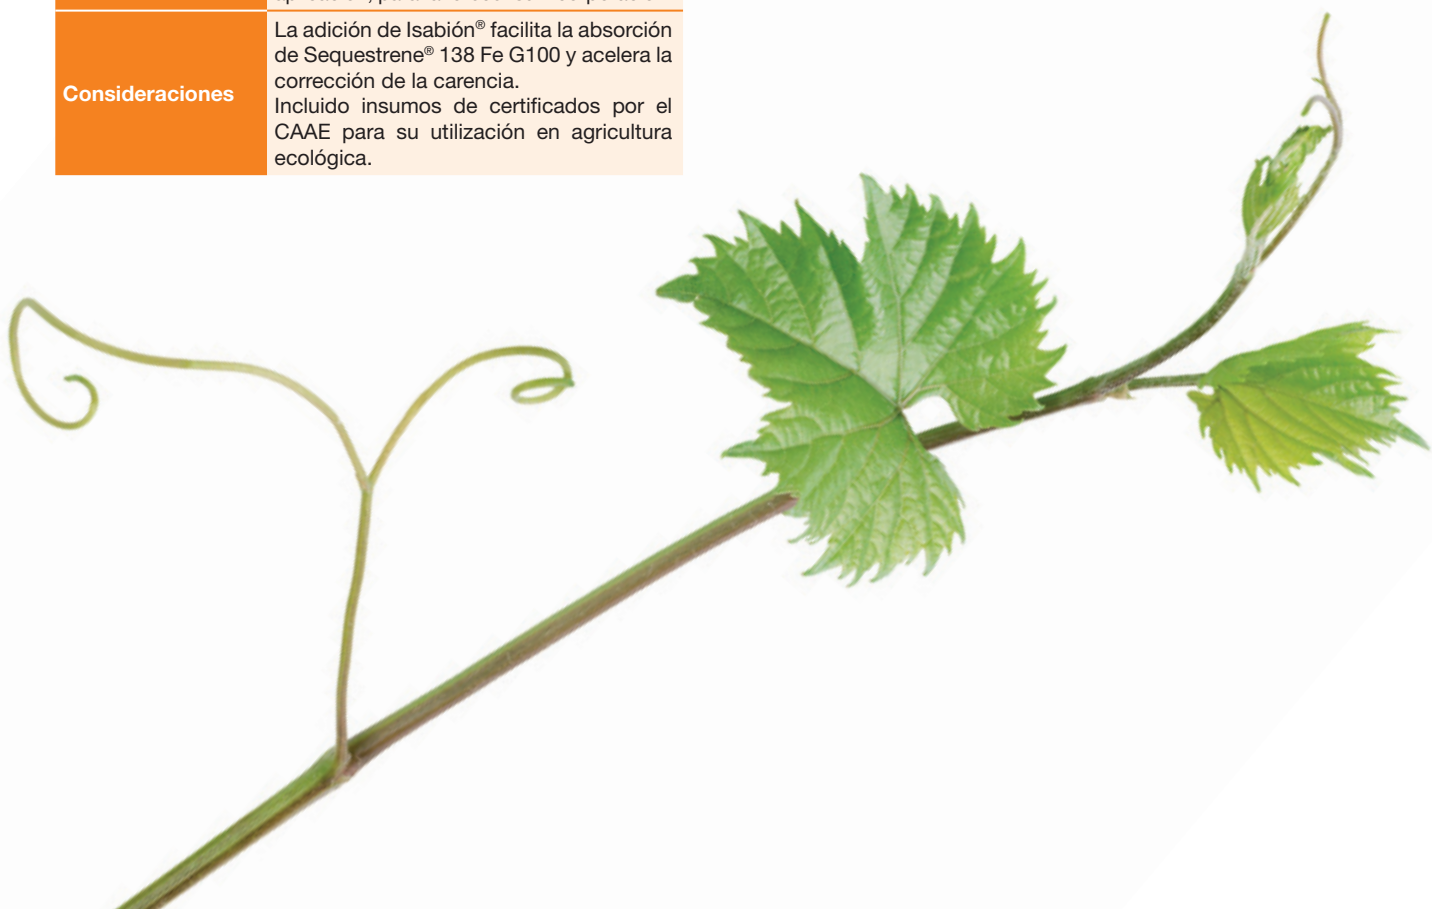 Consideraciones
La adición de Isabión® facilita la absorción
de Sequestrene® 138 Fe G100 y acelera la
corrección de la carencia.
Incluido insumos de certificados por el
CAAE para su utilización en agricultura
ecológica.